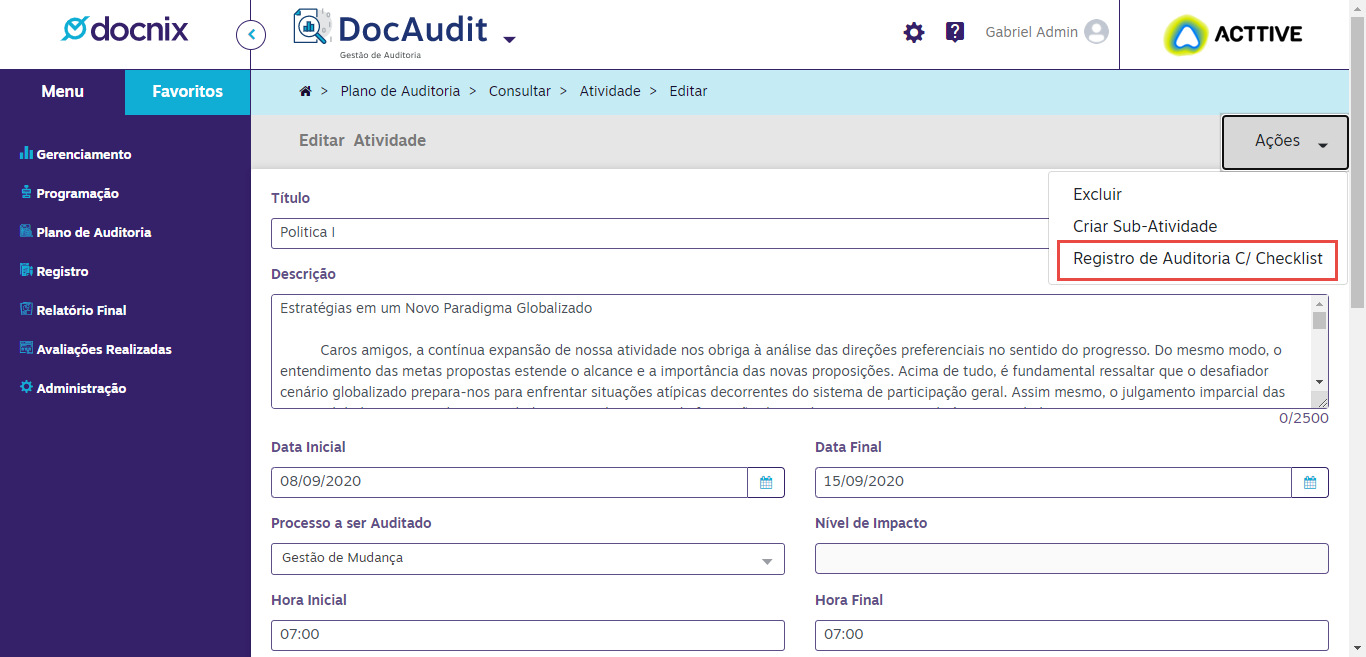 docnix
DocAudit
Gestão de Auditoria
Gabriel Admin
ACTTIVE
Menu
Favoritos
> Plano de Auditoria > Consultar > Atividade > Editar
Gerenciamento
Programação
Plano de Auditoria
Registro
Relatório Final
Avaliações Realizadas
Administração
Editar Atividade
Ações
Excluir
Criar Sub-Atividade
Registro de Auditoria C/ Checklist
Título
Politica I
Descrição
Estratégias em um Novo Paradigma Globalizado
Caros amigos, a contínua expansão de nossa atividade nos obriga à análise das direções preferenciais no sentido do progresso. Do mesmo modo, o
entendimento das metas propostas estende o alcance e a importância das novas proposições. Acima de tudo, é fundamental ressaltar que o desafiador
cenário globalizado prepara-nos para enfrentar situações atípicas decorrentes do sistema de participação geral. Assim mesmo, o julgamento imparcial das
0/2500
Data Inicial
Data Final
08/09/2020
15/09/2020
Processo a ser Auditado
Nível de Impacto
Gestão de Mudança
Hora Inicial
Hora Final
07:00
07:00